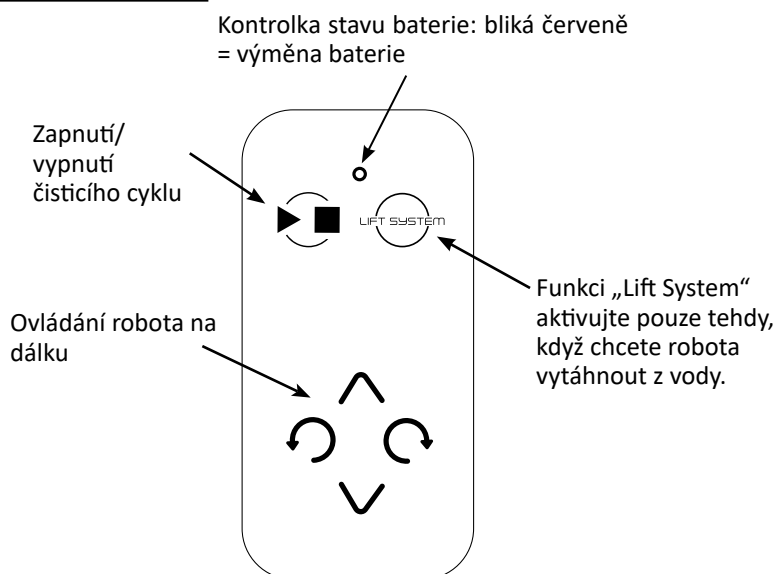 Kontrolka stavu baterie: bliká červeně
= výměna baterie
Zapnutí/
vypnutí
čisticího cyklu
LIFT SYSTEM
Funkci „Lift System“
aktivujte pouze tehdy,
když chcete robota
vytáhnout z vody.
Ovládání robota na
dálku